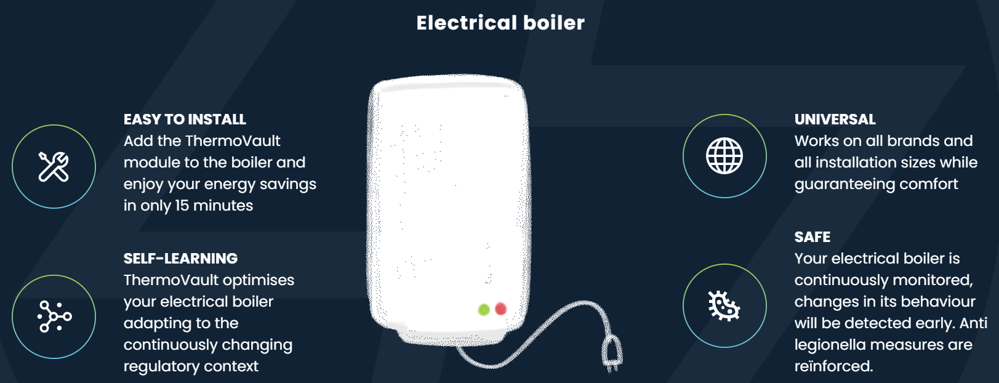 Electrical boiler
EASY TO INSTALL
Add the ThermoVault
module to the boiler and
enjoy your energy savings
in only 15 minutes
SELF-LEARNING
ThermoVault optimises
your electrical boiler
adapting to the
continuously changing
regulatory context
UNIVERSAL
Works on all brands and
all installation sizes while
guaranteeing comfort
SAFE
Your electrical boiler is
continuously monitored,
changes in its behaviour
will be detected early. Anti
legionella measures are
reïnforced.